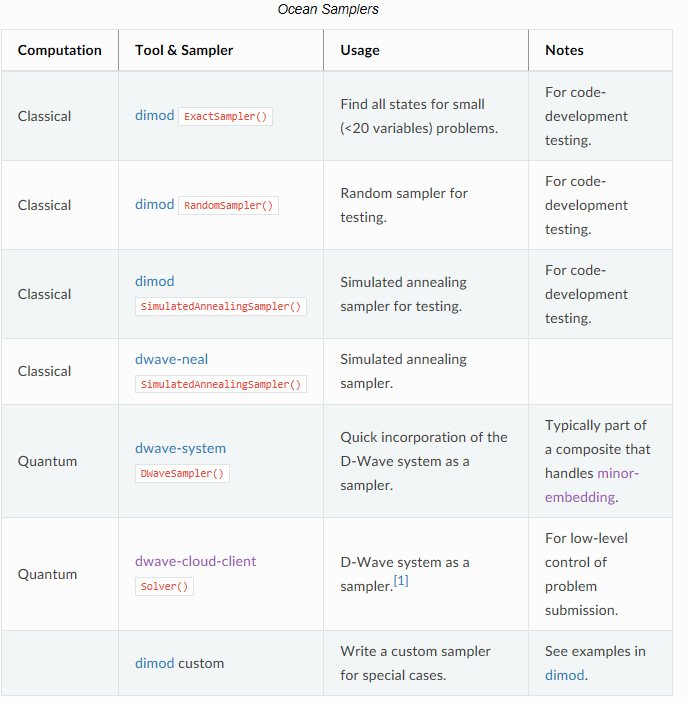 Ocean Samplers
Computation Tool & Sampler Usage Notes
Classical dimod ExactSampler() Find all states for small
(<20 variables) problems. For code-
development
testing.
Classical dimod RandomSampler() Random sampler for
testing. For code-
development
testing.
Classical dimod
SimulatedAnnealingSampler() Simulated annealing
sampler for testing. For code-
development
testing.
Classical dwave-neal
SimulatedAnnealingSampler() Simulated annealing
sampler.
Quantum dwave-system
DWaveSampler() Quick incorporation of the
D-Wave system as a
sampler. Typically part of
a composite that
handles minor-
embedding.
Quantum dwave-cloud-client
Solver() D-Wave system as a
sampler.[1] For low-level
control of
problem
submission.
dimod custom Write a custom sampler
for special cases. See examples in
dimod.